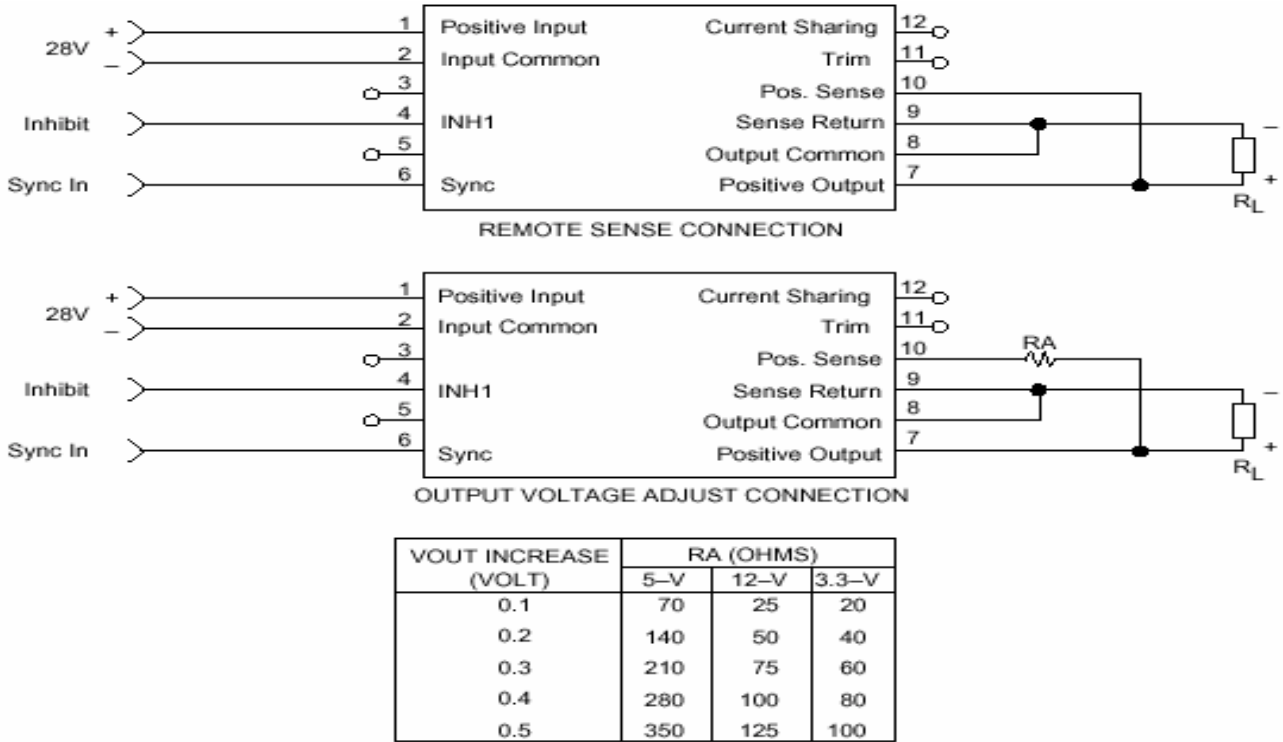 1 Positive Input Current Sharing 12
+
28V
–
2 Input Common Trim 11
3 Pos. Sense 10
Inhibit 4 INH1 Sense Return 9 –
5 Output Common 8
Sync In 6 Sync Positive Output 7 +
RL
REMOTE SENSE CONNECTION
1 Positive Input Current Sharing 12
+
28V
–
2 Input Common Trim 11
3 Pos. Sense 10 RA
Inhibit 4 INH1 Sense Return 9 –
5 Output Common 8
Sync In 6 Sync Positive Output 7 +
RL
OUTPUT VOLTAGE ADJUST CONNECTION
VOUT INCREASE RA (OHMS)
(VOLT) 5–V 12–V 3.3–V
0.1 70 25 20
0.2 140 50 40
0.3 210 75 60
0.4 280 100 80
0.5 350 125 100